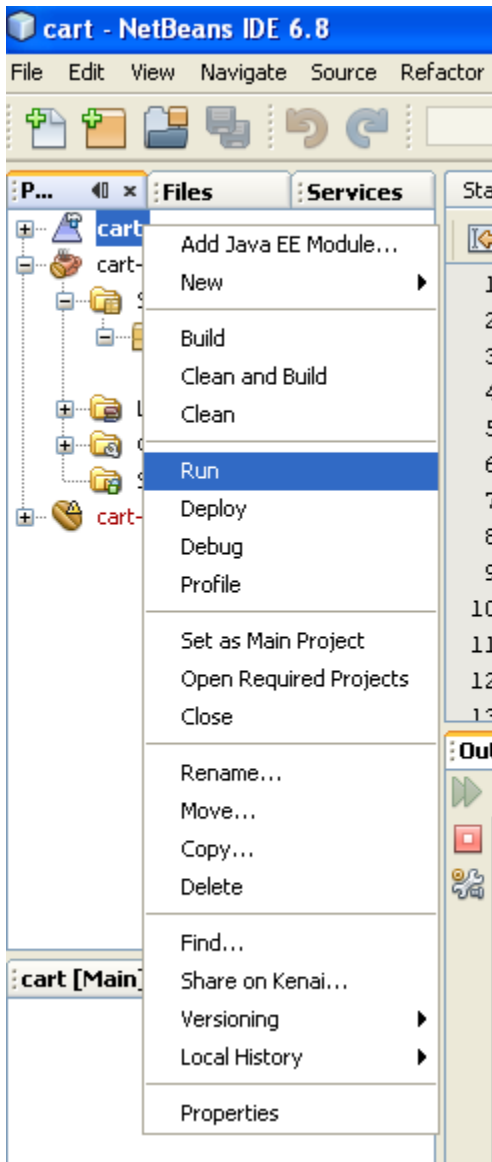 cart - NetBeans IDE 6.8
File Edit View Navigate Source Refactor
P... Files Services
cart
cart-
cart-
Add Java EE Module...
New
Build
Clean and Build
Clean
Run
Deploy
Debug
Profile
Set as Main Project
Open Required Projects
Close
Rename...
Move...
Copy...
Delete
Find...
Share on Kenai...
Versioning
Local History
Properties
cart [Main]
1
2
3
4
5
6
7
8
9
10
11
12
13